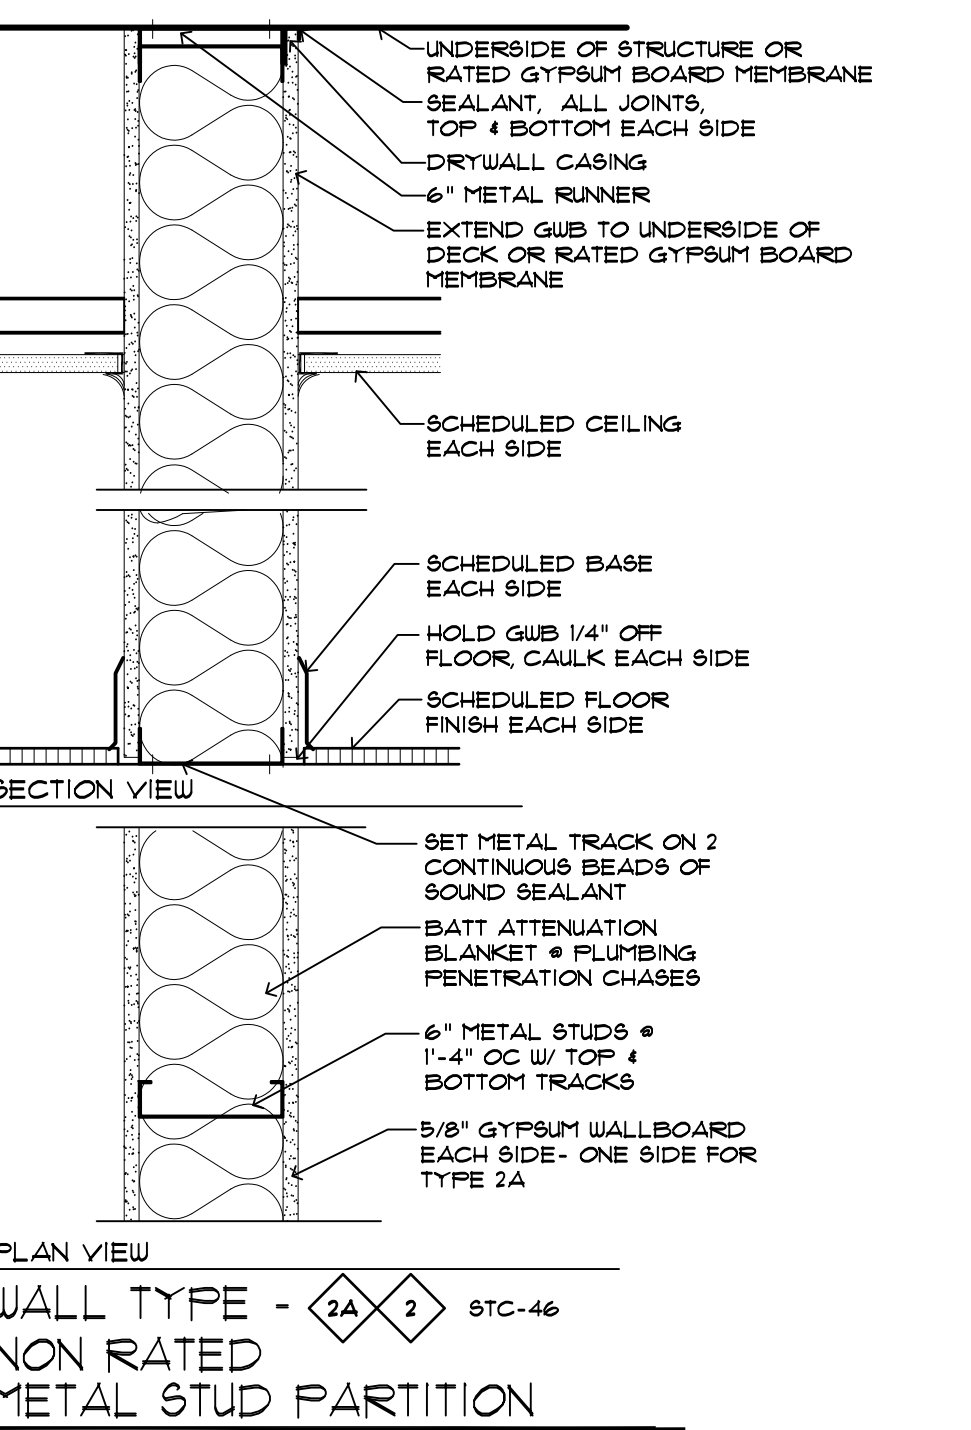 UNDERSIDE OF STRUCTURE OR
RATED GYPSUM BOARD MEMBRANE
SEALANT, ALL JOINTS,
TOP & BOTTOM EACH SIDE
DRYWALL CASING
6" METAL RUNNER
EXTEND GWB TO UNDERSIDE OF
DECK OR RATED GYPSUM BOARD
MEMBRANE
SCHEDULED CEILING
EACH SIDE
SCHEDULED BASE
EACH SIDE
HOLD GWB 1/4" OFF
FLOOR, CAULK EACH SIDE
SCHEDULED FLOOR
FINISH EACH SIDE
SECTION VIEW
SET METAL TRACK ON 2
CONTINUOUS BEADS OF
SOUND SEALANT
BATT ATTENUATION
BLANKET @ PLUMBING
PENETRATION CHASES
6" METAL STUDS @
1'-4" OC W/ TOP &
BOTTOM TRACKS
5/8" GYPSUM WALLBOARD
EACH SIDE- ONE SIDE FOR
TYPE 2A
PLAN VIEW
WALL TYPE - 2A 2 STC-46
NON RATED
METAL STUD PARTITION